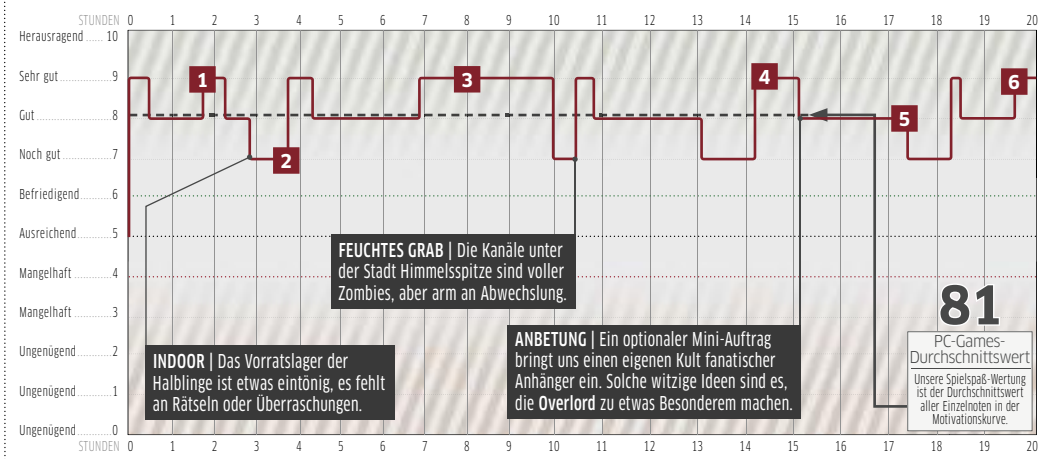 STUNDEN 0 1 2 3 4 5 6 7 8 9 10 11 12 13 14 15 16 17 18 19 20
Herausragend 10
Sehr gut 9
Gut 8
Noch gut 7
Befriedigend 6
Ausreichend 5
Mangelhaft 4
Mangelhaft 3
Ungenügend 2
Ungenügend 1
Ungenügend 0
1
2
3
4
5
6
INDOOR | Das Vorratslager der
Halblinge ist etwas eintönig, es fehlt
an Rätseln oder Überraschungen.
FEUCHTES GRAB | Die Kanäle unter
der Stadt Himmelsspitze sind voller
Zombies, aber arm an Abwechslung.
ANBETUNG | Ein optionaler Mini-Auftrag
bringt uns einen eigenen Kult fanatischer
Anhänger ein. Solche witzige Ideen sind es,
die Overlord zu etwas Besonderem machen.
81
PC-Games-
Durchschnittswert
Unsere Spielspaß-Wertung
ist der Durchschnittswert
aller Einzelnoten in der
Motivationskurve.
STUNDEN 0 1 2 3 4 5 6 7 8 9 10 11 12 13 14 15 16 17 18 19 20